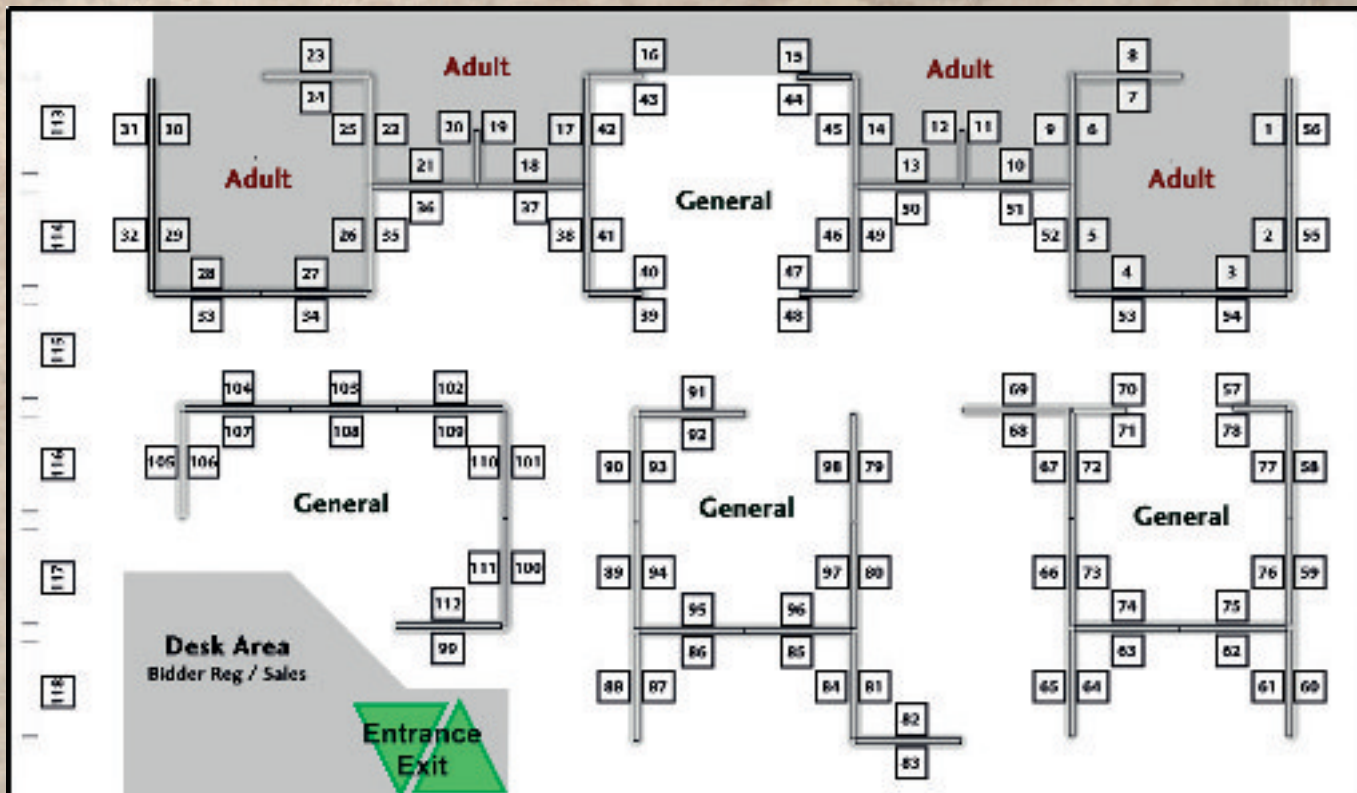 23 16 15 8
Adult Adult
24 43 44 7
113 31 30 25 22 20 19 17 42 45 14 12 11 9 6 1 56
21 18 13 10
Adult General Adult
36 37 50 51
114 32 29 26 35 38 41 46 49 52 5 2 55
28 27 40 47 4 3
33 34 39 48 53 54
115
104 103 102 91 69 70 57
107 108 109 92 68 71 78
116 105 106 110 101 90 93 98 79 67 72 77 58
General General General
117 111 100 89 94 97 80 66 73 76 59
112 95 96 74 75
Desk Area 99 86 85 63 62
Bidder Reg / Sales
118 88 87 84 81 65 64 61 60
82
Entrance
Exit 83